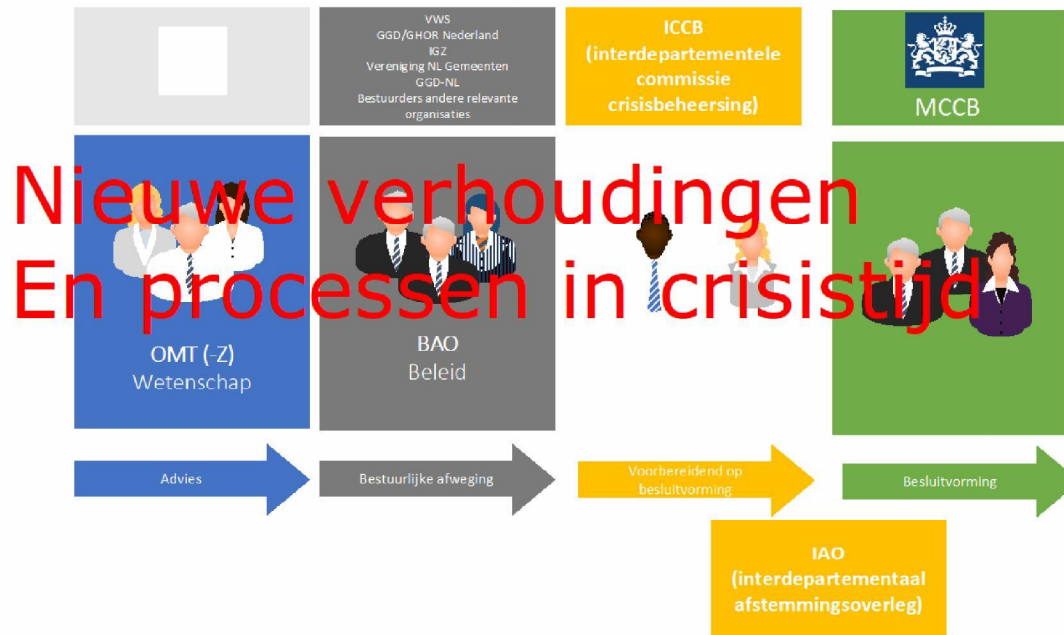 VWS
GGD/GHOR Nederland
IGZ
Vereniging NL Gemeenten
GGD-NL
Bestuurders andere relevante
organisaties
ICCB
(interdepartementele
commissie
crisisbeheersing)
MCCB
Nieuwe verhoudingen
En processen in crisistijd
OMT (-Z)
Wetenschap
BAO
Beleid
Advies
Bestuurlijke afweging
Voorbereidend op
besluitvorming
Besluitvorming
IAO
(interdepartementaal
afstemmingsoverleg)